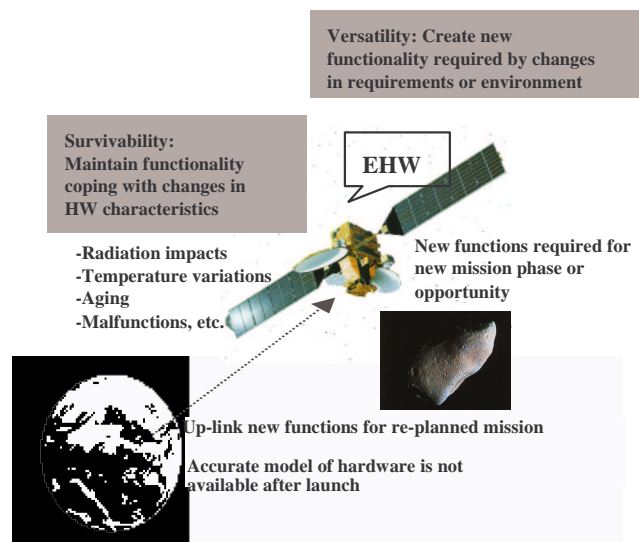 Versatility: Create new
functionality required by changes
in requirements or environment
Survivability:
Maintain functionality
coping with changes in
HW characteristics
EHW
-Radiation impacts
-Temperature variations
-Aging
-Malfunctions, etc.
New functions required for
new mission phase or
opportunity
Up-link new functions for re-planned mission
Accurate model of hardware is not
available after launch